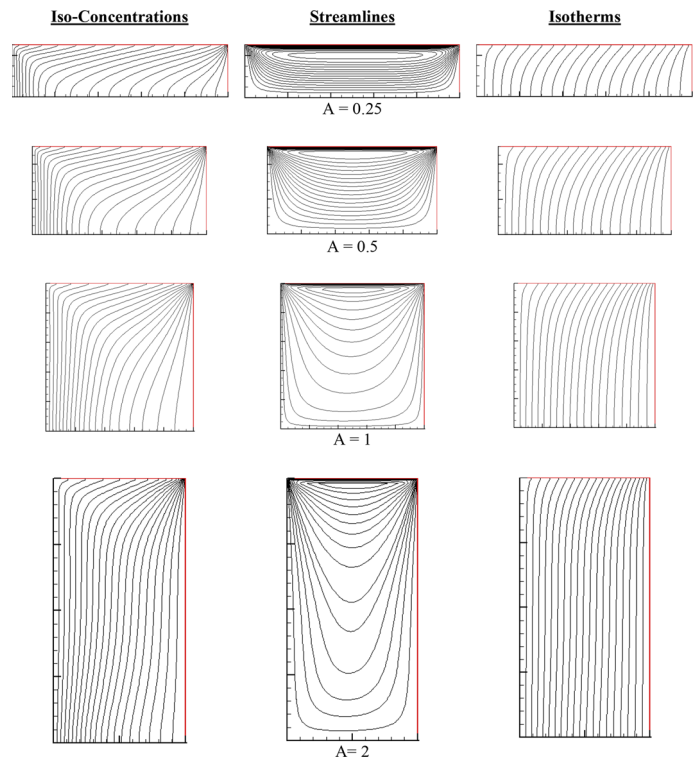 Iso-Concentrations
Streamlines
Isotherms
A = 0.25
A = 0.5
A = 1
A= 2